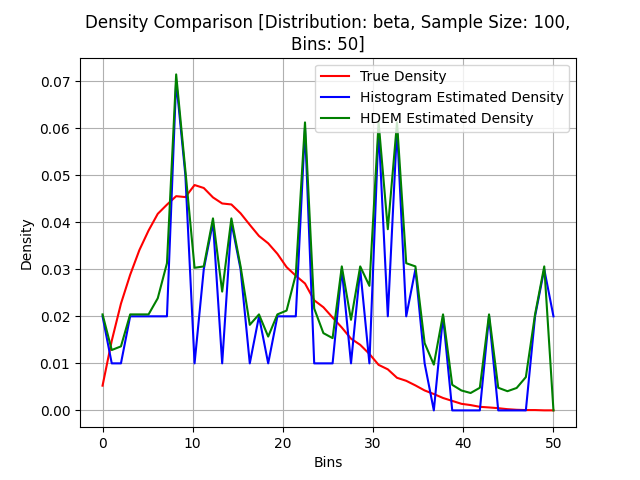 Density Comparison [Distribution: beta, Sample Size: 100,
Bins: 50]
True Density
Histogram Estimated Density
HDEM Estimated Density
Density
0.07
0.06
0.05
0.04
0.03
0.02
0.01
0.00
0
10
20
30
40
50
Bins